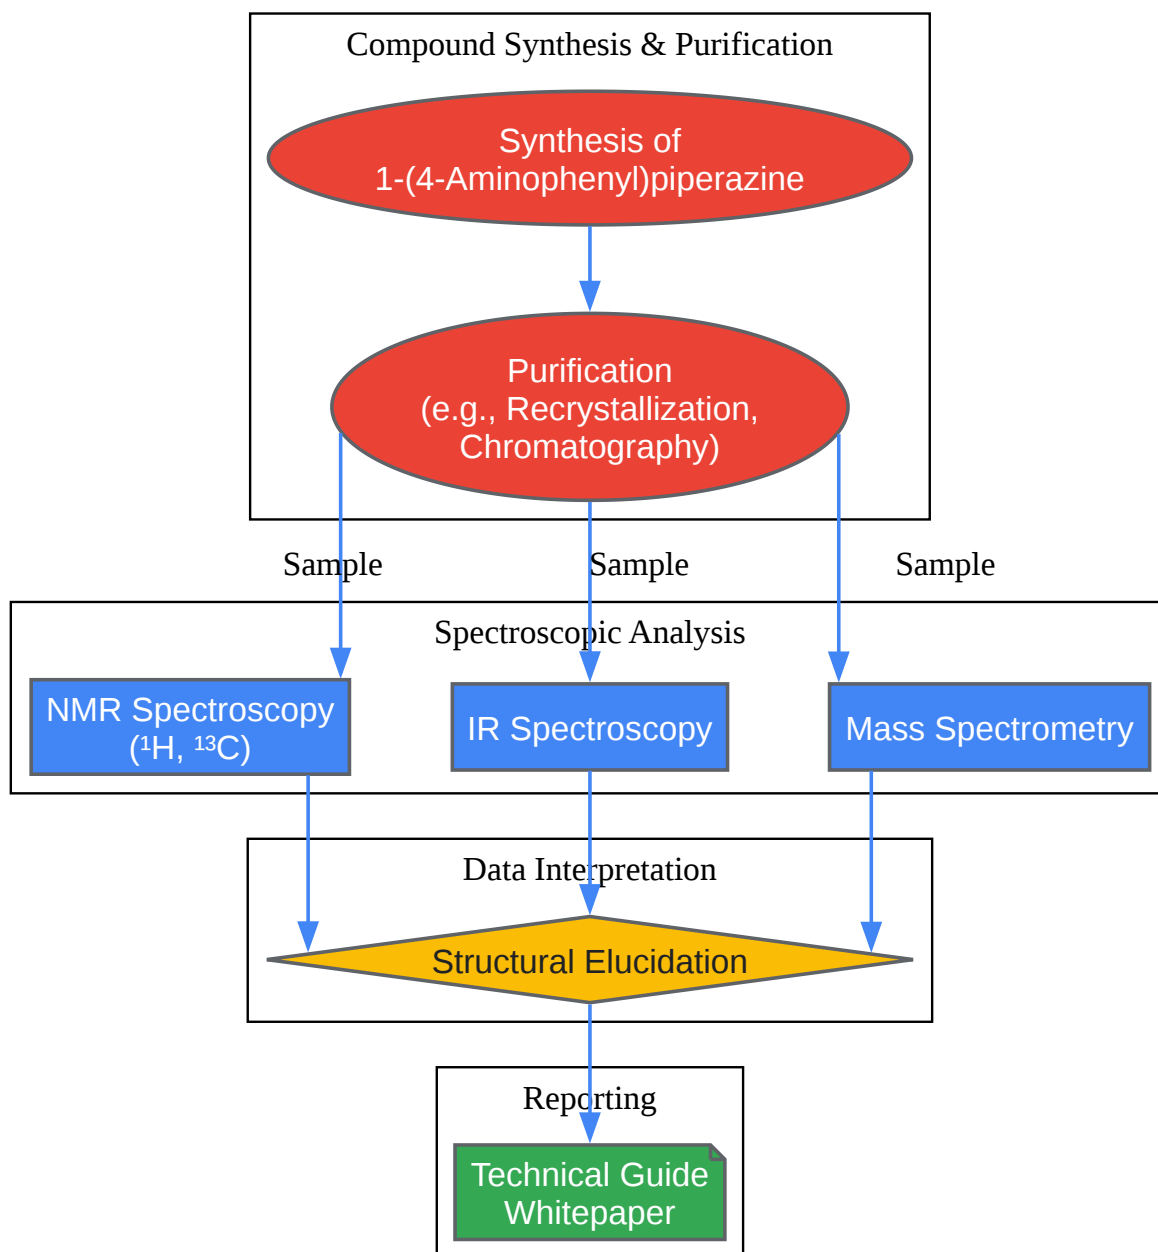 Compound Synthesis & Purification
Synthesis of
1-(4-Aminophenyl)piperazine
Purification
(e.g., Recrystallization,
Chromatography)
Sample
Sample
Sample
Spectroscopic Analysis
NMR Spectroscopy
(¹H, ¹³C)
IR Spectroscopy
Mass Spectrometry
Data Interpretation
Structural Elucidation
Reporting
Technical Guide
Whitepaper